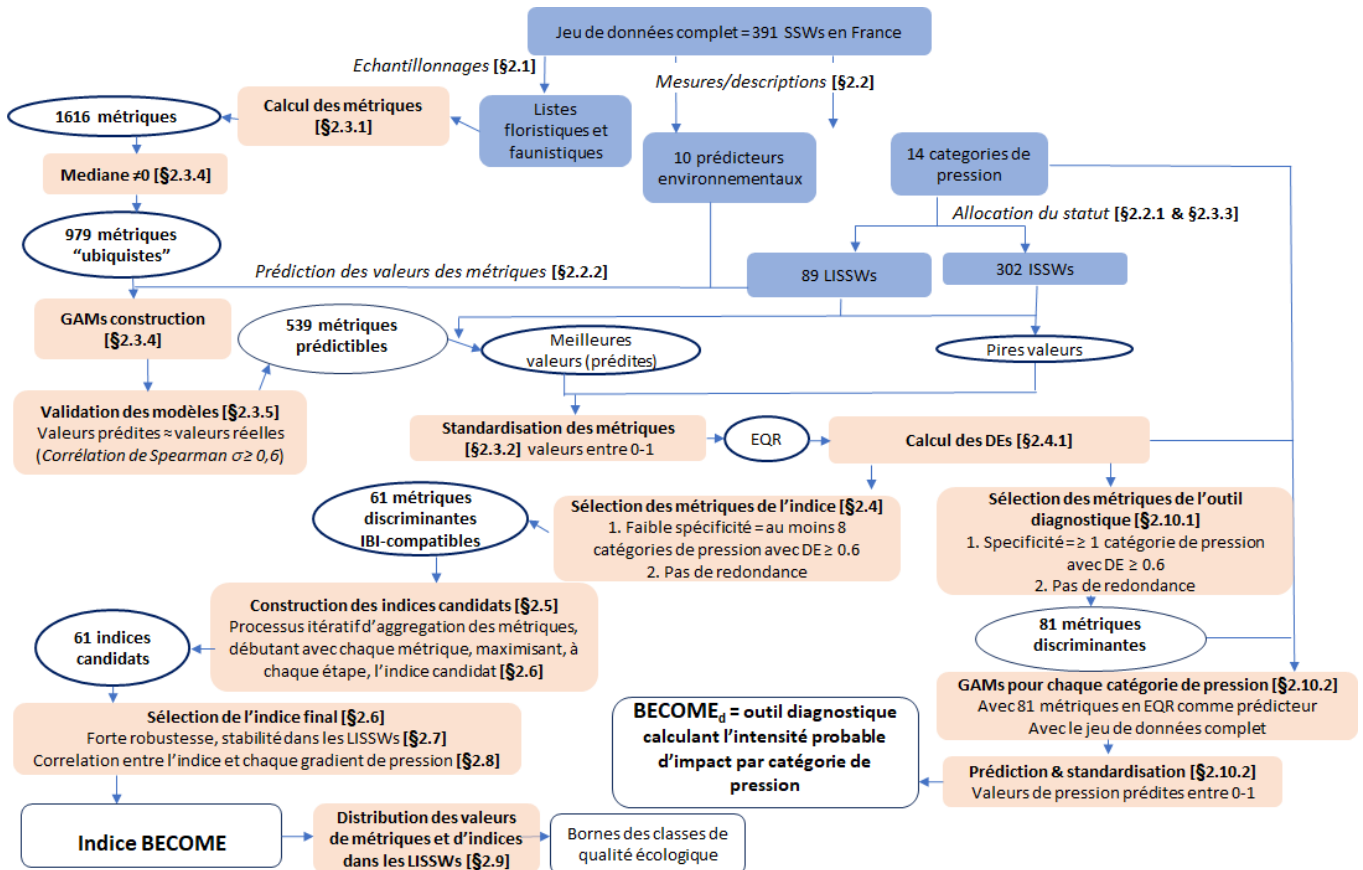 Jeu de données complet = 391 SSWs en France
Echantillonnages [§2.1]
Mesures/descriptions [§2.2]
1616 métriques
Calcul des métriques
[§2.3.1]
Listes
floristiques et
faunistiques
10 prédicteurs
environnementaux
14 categories de
pression
Mediane ≠0 [§2.3.4]
Allocation du statut [§2.2.1 & §2.3.3]
979 métriques
“ubiquistes”
Prédiction des valeurs des métriques [§2.2.2]
89 LISSWs
302 ISSWs
GAMs construction
[§2.3.4]
539 métriques
prédictibles
Meilleures
valeurs (prédites)
Pires valeurs
Validation des modèles [§2.3.5]
Valeurs prédites ≈ valeurs réelles
(Corrélation de Spearman σ ≥ 0,6)
Standardisation des métriques
[§2.3.2] valeurs entre 0-1
EQR
Calcul des DEs [§2.4.1]
61 métriques
discriminantes
IBI-compatibles
Sélection des métriques de l’indice [§2.4]
1. Faible spécificité = au moins 8
catégories de pression avec DE ≥ 0.6
2. Pas de redondance
Sélection des métriques de l’outil
diagnostique [§2.10.1]
1. Specificité = ≥ 1 catégorie de pression
avec DE ≥ 0.6
2. Pas de redondance
61 indices
candidats
Construction des indices candidats [§2.5]
Processus itératif d’aggregation des métriques,
débutant avec chaque métrique, maximisant, à
chaque étape, l’indice candidat [§2.6]
81 métriques
discriminantes
GAMs pour chaque catégorie de pression [§2.10.2]
Avec 81 métriques en EQR comme prédicteur
Avec le jeu de données complet
Sélection de l’indice final [§2.6]
Forte robustesse, stabilité dans les LISSWs [§2.7]
Correlation entre l’indice et chaque gradient de pression [§2.8]
BECOMEd = outil diagnostique
calculant l’intensité probable
d’impact par catégorie de
pression
Prédiction & standardisation [§2.10.2]
Valeurs de pression prédites entre 0-1
Indice BECOME
Distribution des valeurs
de métriques et d’indices
dans les LISSWs [§2.9]
Bornes des classes de
qualité écologique